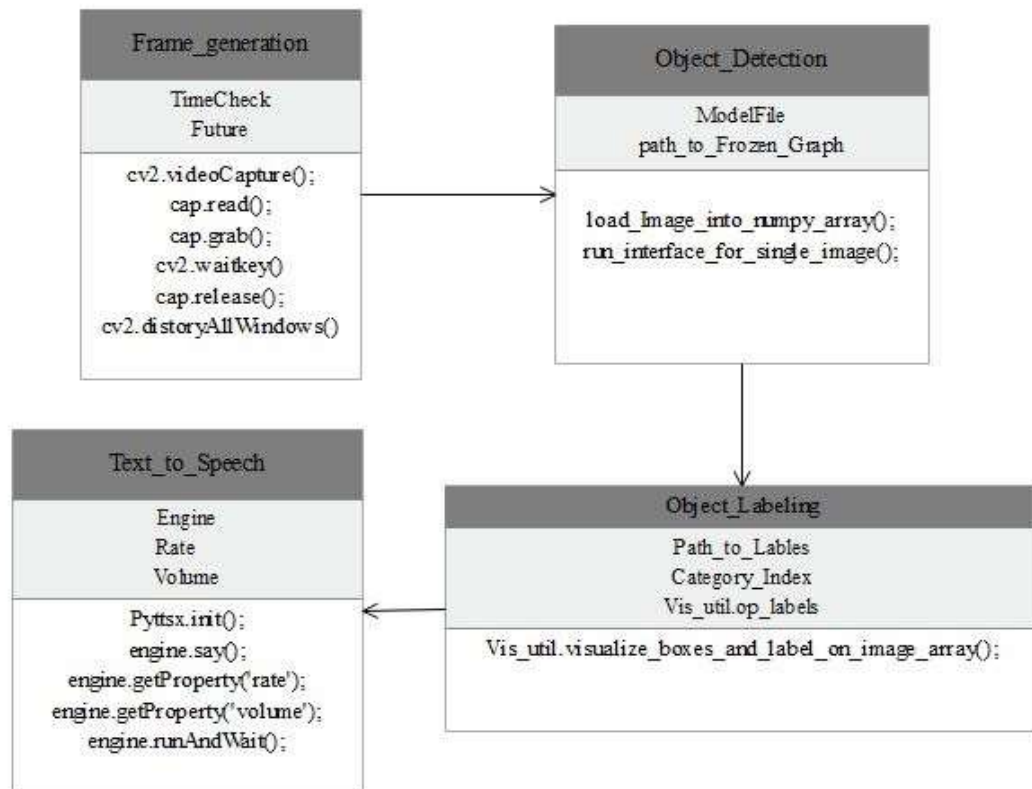 Frame_generation
TimeCheck
Future
cv2.videoCapture();
cap.read();
cap.grab();
cv2.waitkey()
cap.release();
cv2.distoryAllWindows()
Object_Detection
ModelFile
path_to_Frozen_Graph
load_Image_into_numpy_array();
run_interface_for_single_image();
Text_to_Speech
Engine
Rate
Volume
Pyttsx.init();
engine.say();
engine.getProperty('rate');
engine.getProperty('volume');
engine.runAndWait();
Object_Labeling
Path_to_Lables
Category_Index
Vis_util.op_labels
Vis_util.visualize_boxes_and_label_on_image_array();